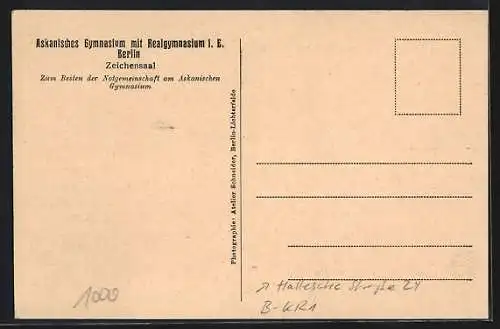 Askanisches Gymnasium mit Realgymnasium i. E.
Berlin
Zeichensaal
Zum Besten der Notgemeinschaft am Askanischen
Gymnasium
Photographie: Atelier Schneider, Berlin-Lichterfelde
↗ Hallesche Straße 24
B-KR1
1000